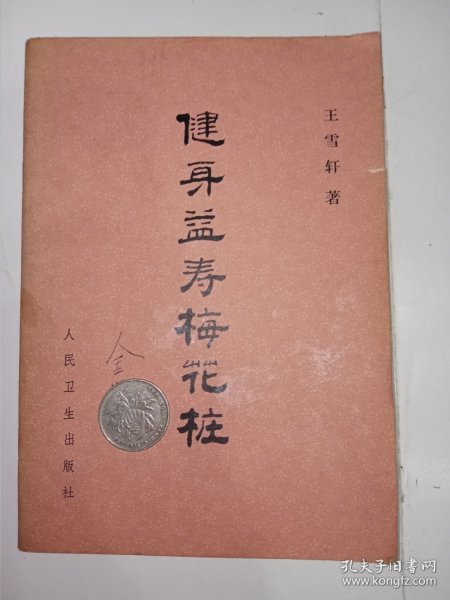 王雪轩 著
健身益寿梅花桩
金
人民卫生出版社
孔夫子旧书网
www.kongfz.com